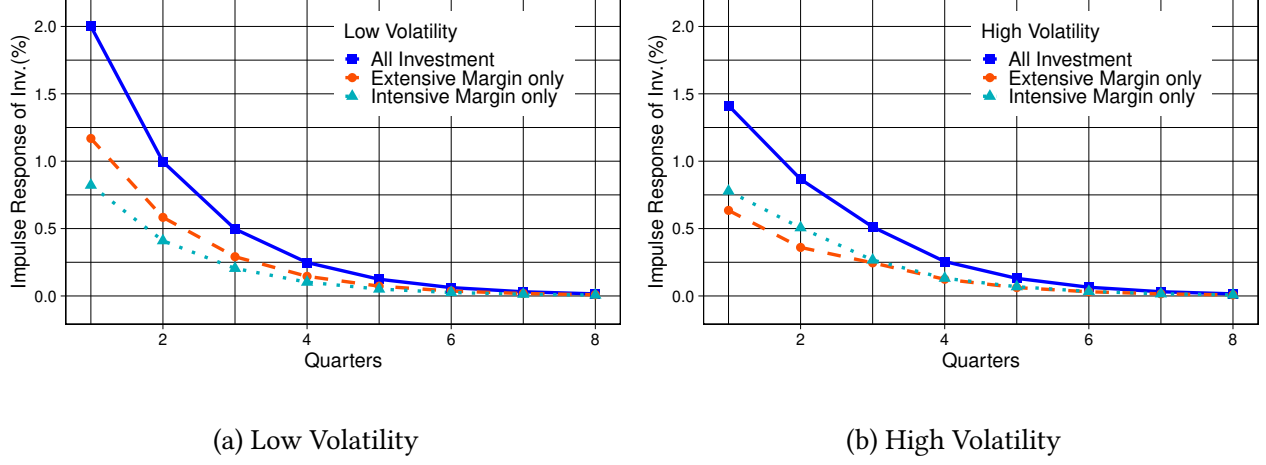 Impulse Response of Inv.(%)
2.0
1.5
1.0
0.5
0.0
Low Volatility
All Investment
Extensive Margin only
Intensive Margin only
2 4 6 8
Quarters
(a) Low Volatility
Impulse Response of Inv.(%)
2.0
1.5
1.0
0.5
0.0
High Volatility
All Investment
Extensive Margin only
Intensive Margin only
2 4 6 8
Quarters
(b) High Volatility